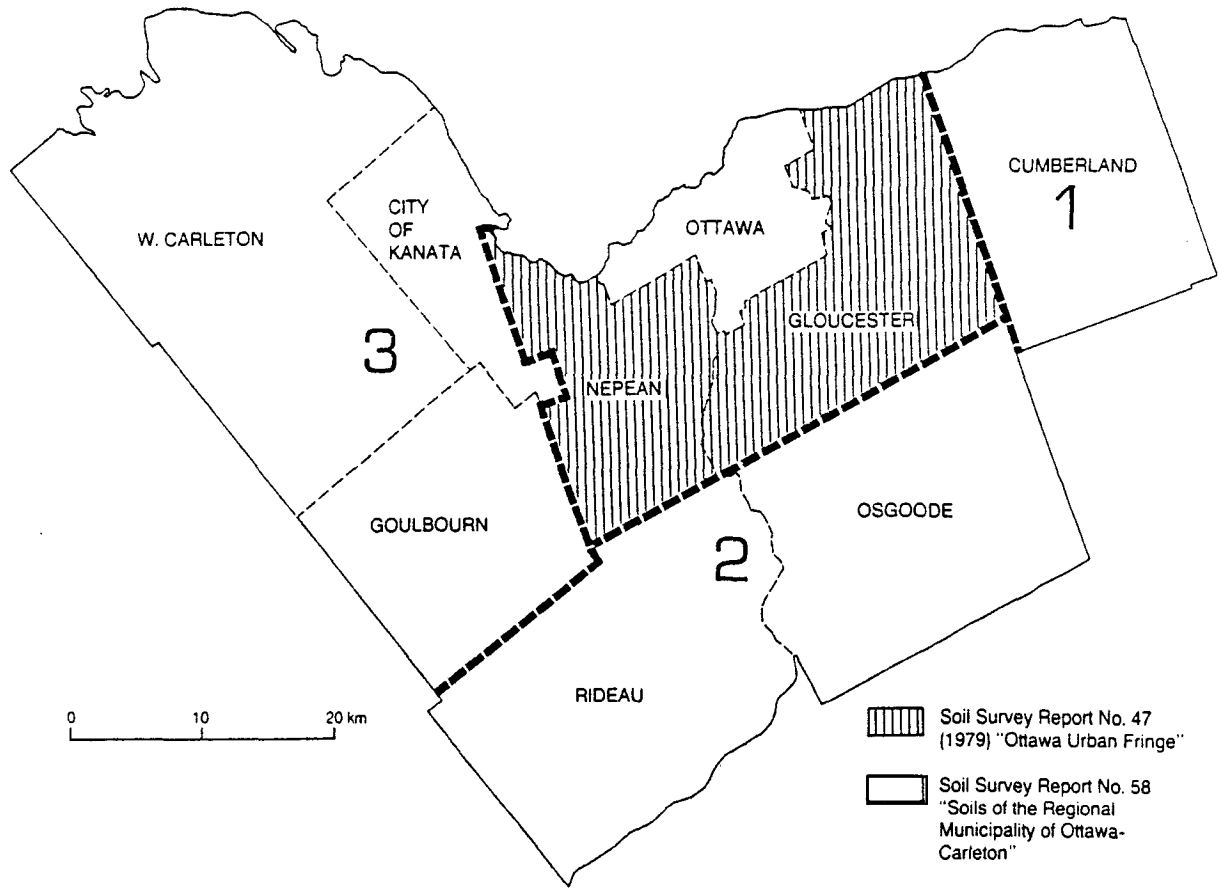 CUMBERLAND
1
CITY
OF
KANATA
OTTAWA
W. CARLETON
3
GLOUCESTER
NEPEAN
GOULBOURN
OSGOODE
2
RIDEAU
0 10 20 km
Soil Survey Report No. 47
(1979) "Ottawa Urban Fringe"
Soil Survey Report No. 58
"Soils of the Regional
Municipality of Ottawa-
Carleton"